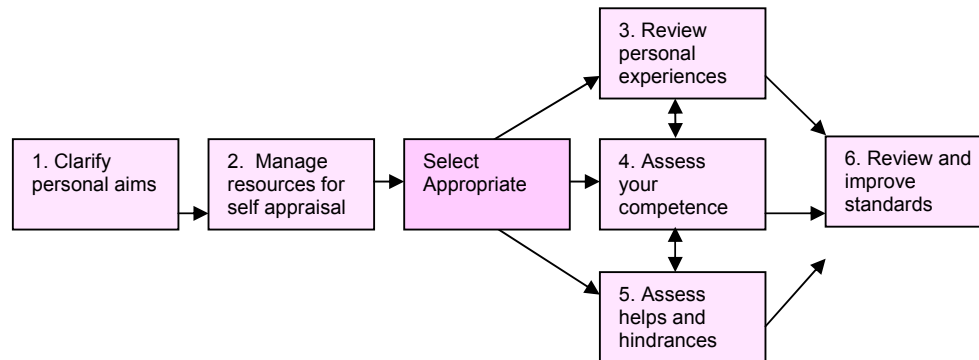 1. Clarify
personal aims
2. Manage
resources for
self appraisal
Select
Appropriate
3. Review
personal
experiences
4. Assess
your
competence
5. Assess
helps and
hindrances
6. Review and
improve
standards